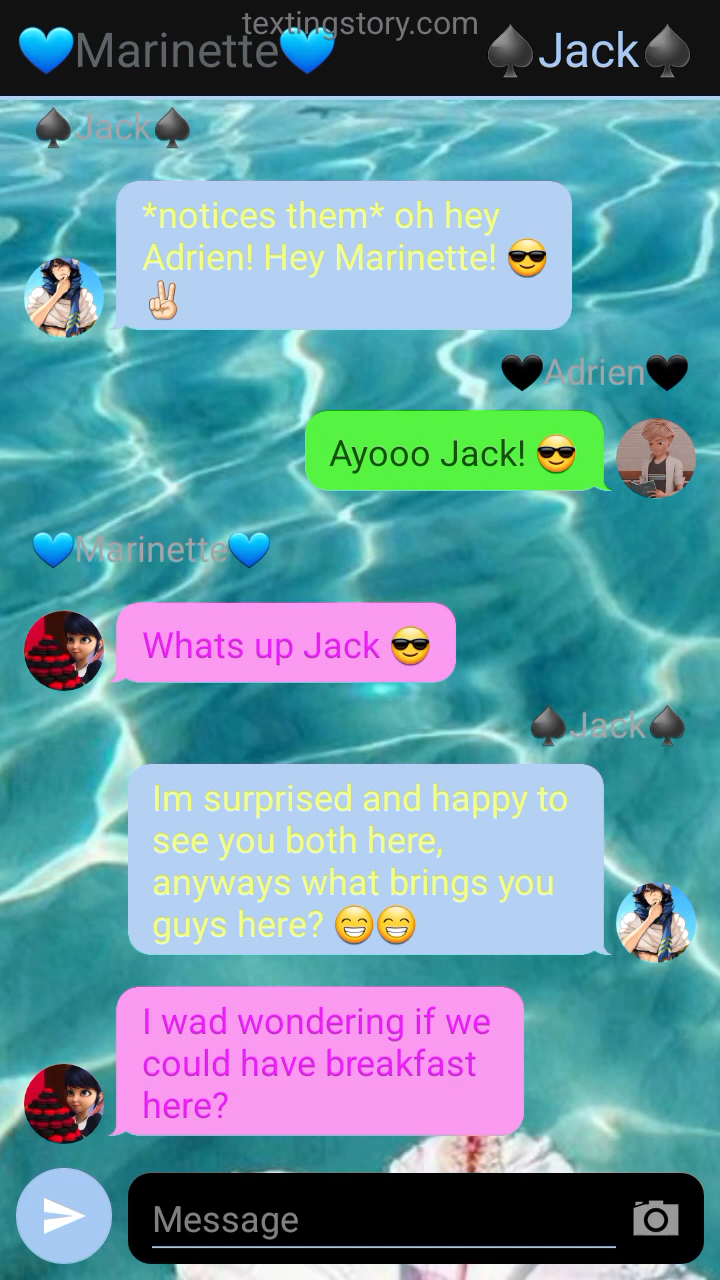 textingstory.com
💙Marinette💙 ♠Jack♠
♠Jack♠
*notices them* oh hey
Adrien! Hey Marinette! 😎
✌🏻
🖤Adrien🖤
Ayooo Jack! 😎
💙Marinette💙
Whats up Jack 😎
♠Jack♠
Im surprised and happy to
see you both here,
anyways what brings you
guys here? 😁😁
I wad wondering if we
could have breakfast
here?
Message